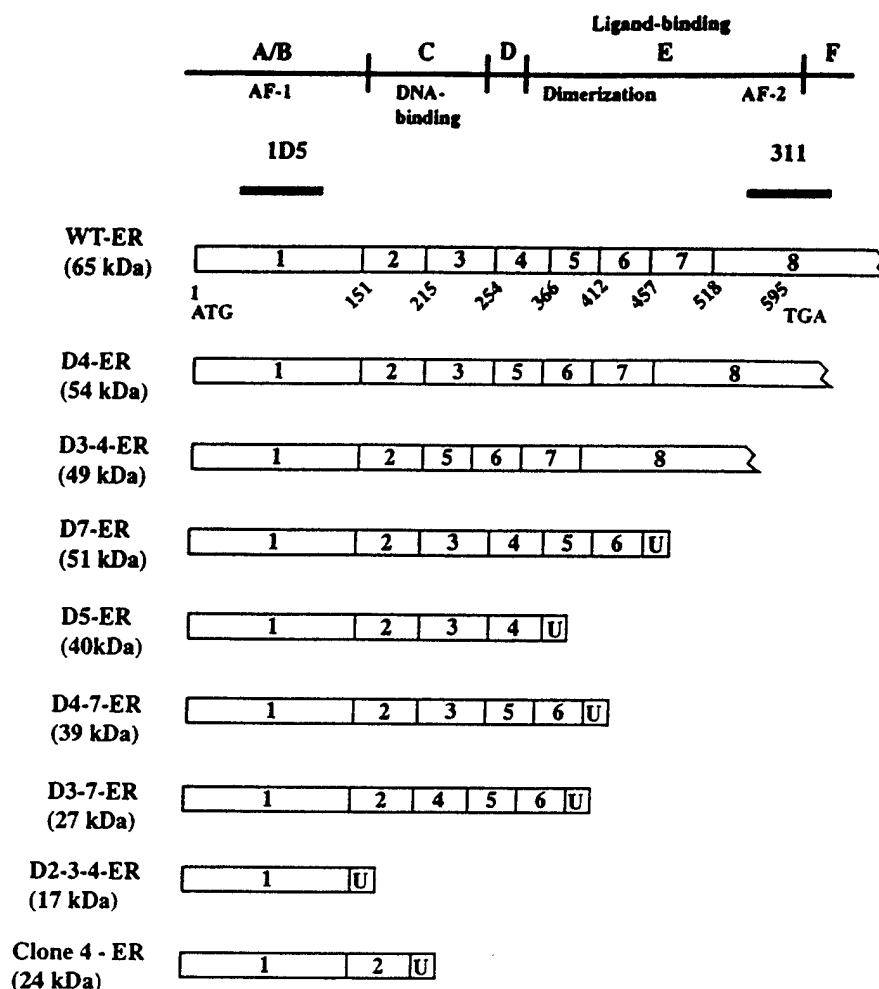 Ligand-binding
A/B C D E F
AF-1 DNA-binding Dimerization AF-2
1D5 311
WT-ER
(65 kDa)
1 2 3 4 5 6 7 8
1 151 215 254 366 412 457 518 595
ATG TGA
D4-ER
(54 kDa)
1 2 3 5 6 7 8
D3-4-ER
(49 kDa)
1 2 5 6 7 8
D7-ER
(51 kDa)
1 2 3 4 5 6 U
D5-ER
(40kDa)
1 2 3 4 U
D4-7-ER
(39 kDa)
1 2 3 5 6 U
D3-7-ER
(27 kDa)
1 2 4 5 6 U
D2-3-4-ER
(17 kDa)
1 U
Clone 4 - ER
(24 kDa)
1 2 U